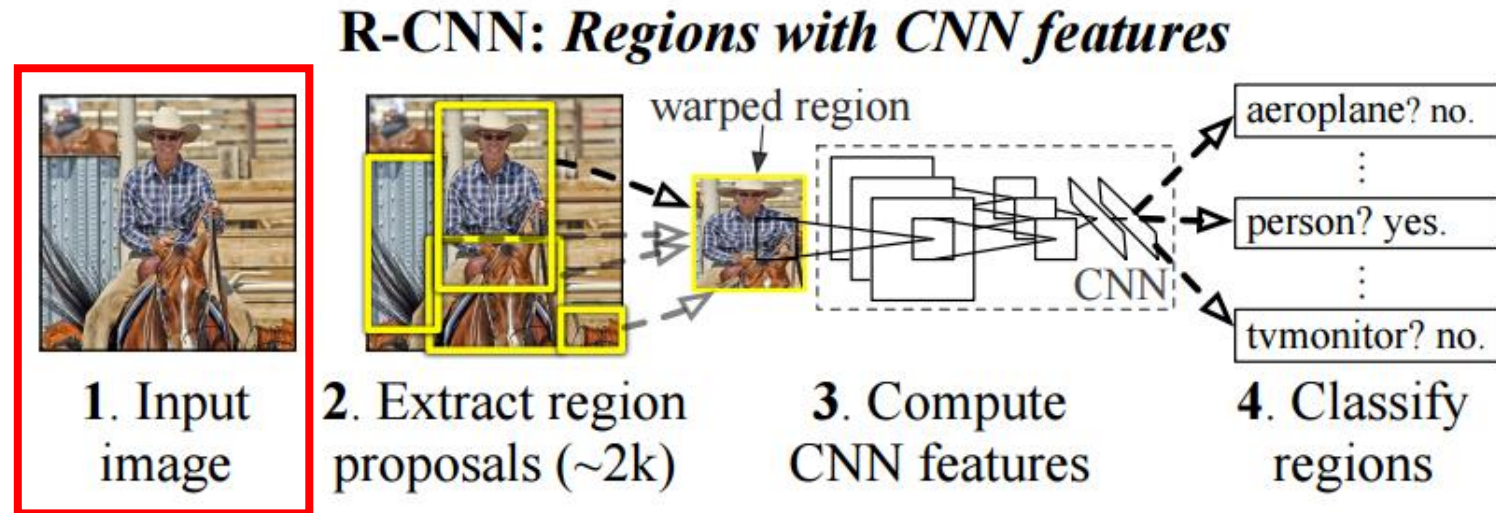 R-CNN: Regions with CNN features
warped region
aeroplane? no.
⋮
person? yes.
⋮
tvmonitor? no.
CNN
1. Input
image
2. Extract region
proposals (~2k)
3. Compute
CNN features
4. Classify
regions